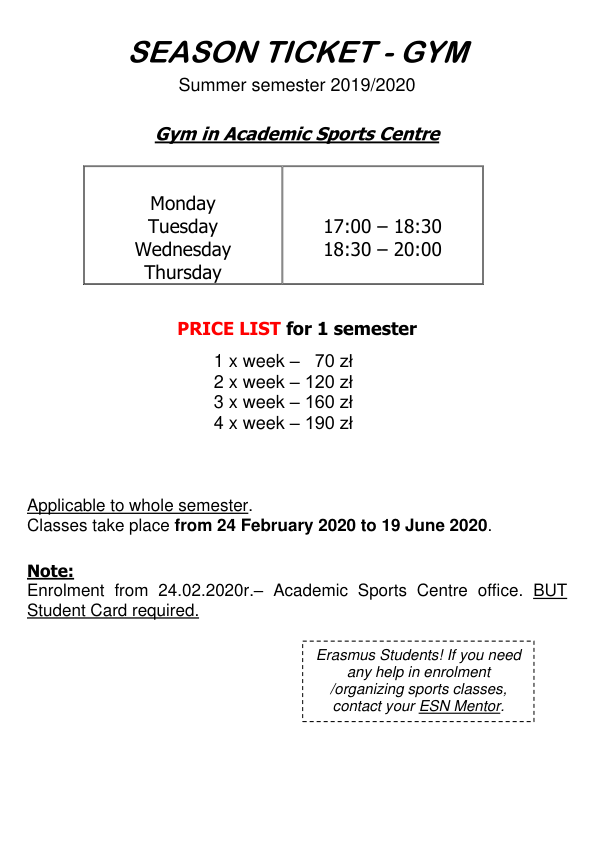 SEASON TICKET - GYM
Summer semester 2019/2020
Gym in Academic Sports Centre
Monday
Tuesday
Wednesday
Thursday
17:00 – 18:30
18:30 – 20:00
PRICE LIST for 1 semester
1 x week – 70 zł
2 x week – 120 zł
3 x week – 160 zł
4 x week – 190 zł
Applicable to whole semester.
Classes take place from 24 February 2020 to 19 June 2020.
Note:
Enrolment from 24.02.2020r.– Academic Sports Centre office. BUT
Student Card required.
Erasmus Students! If you need
any help in enrolment
/organizing sports classes,
contact your ESN Mentor.